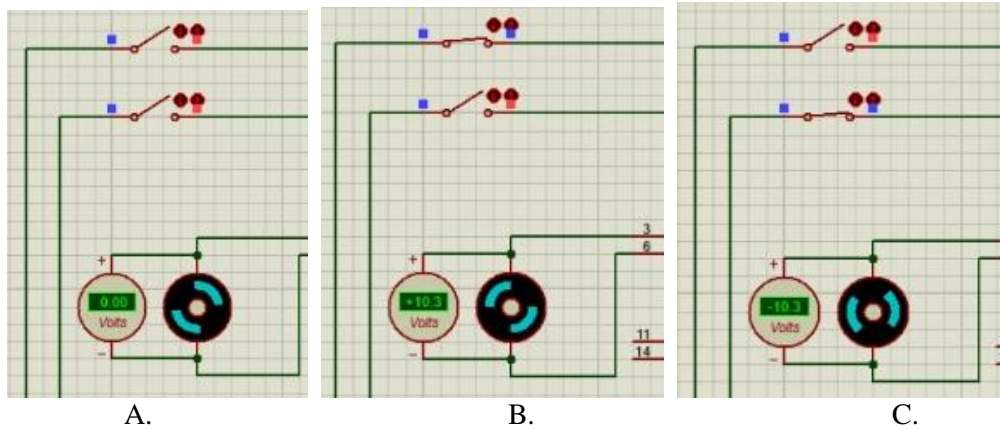 3
6
+
+
+
0.00
Volts
+10.3
Volts
-10.3
Volts
−
−
−
11
14
A.
B.
C.